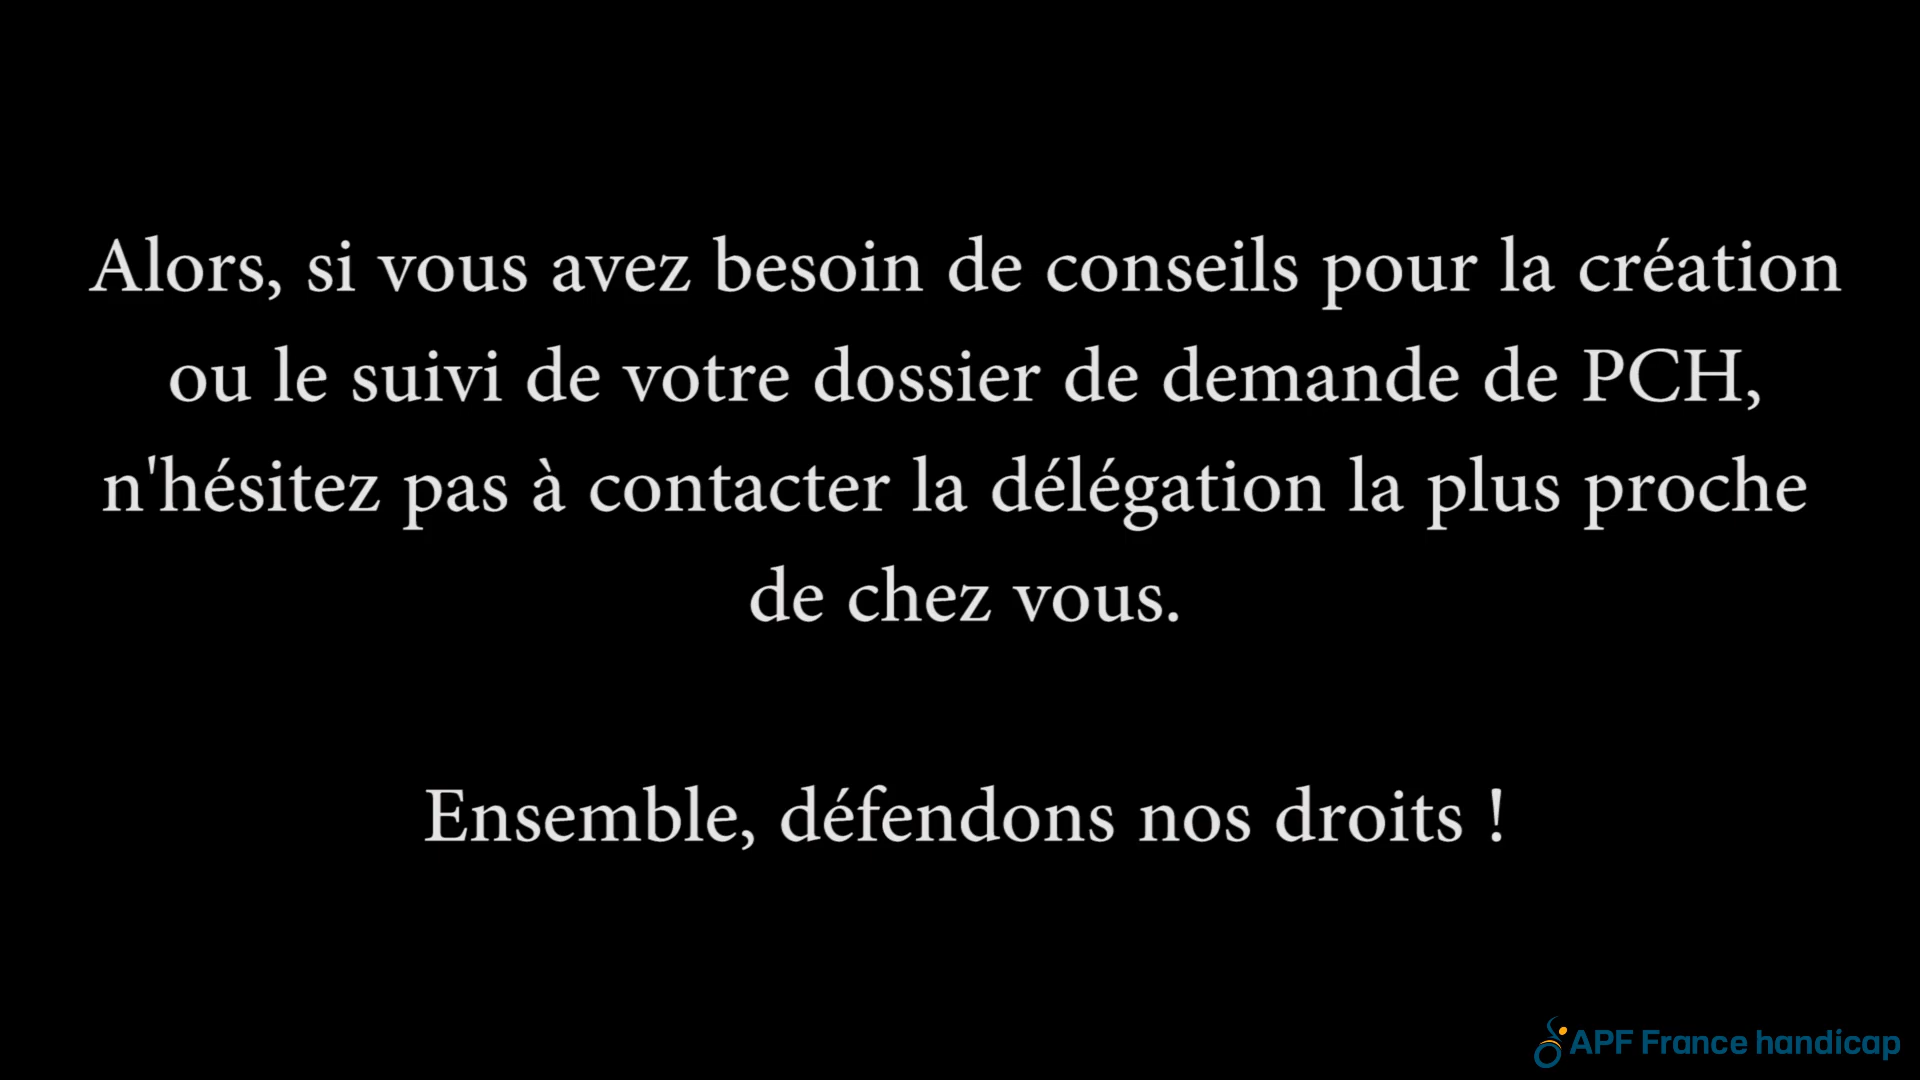 Alors, si vous avez besoin de conseils pour la création
ou le suivi de votre dossier de demande de PCH,
n'hésitez pas à contacter la délégation la plus proche
de chez vous.
Ensemble, défendons nos droits !
APF France handicap